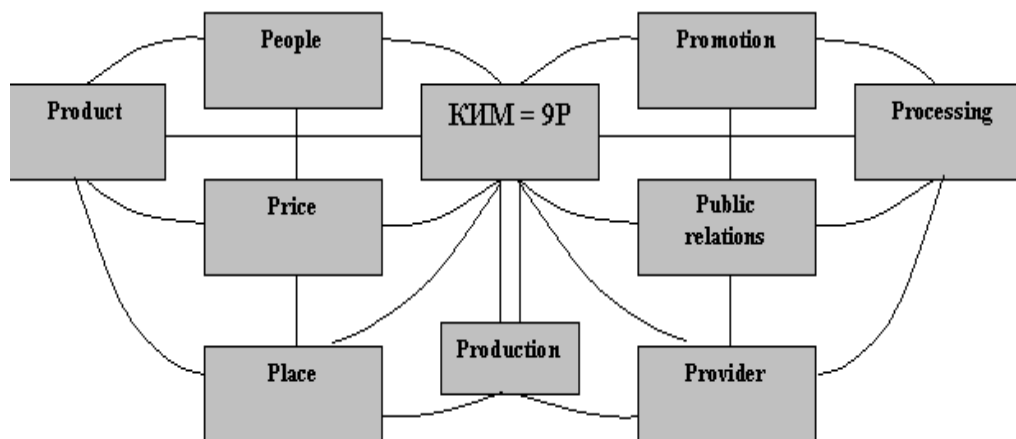 People
Promotion
Product
КИМ = 9P
Processing
Price
Public
relations
Place
Production
Provider